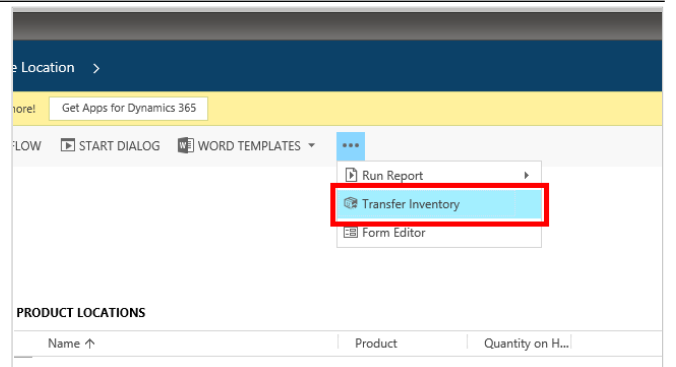 e Location >
nore! Get Apps for Dynamics 365
FLOW START DIALOG WORD TEMPLATES
Run Report
Transfer Inventory
Form Editor
PRODUCT LOCATIONS
Name ↑ Product Quantity on H...